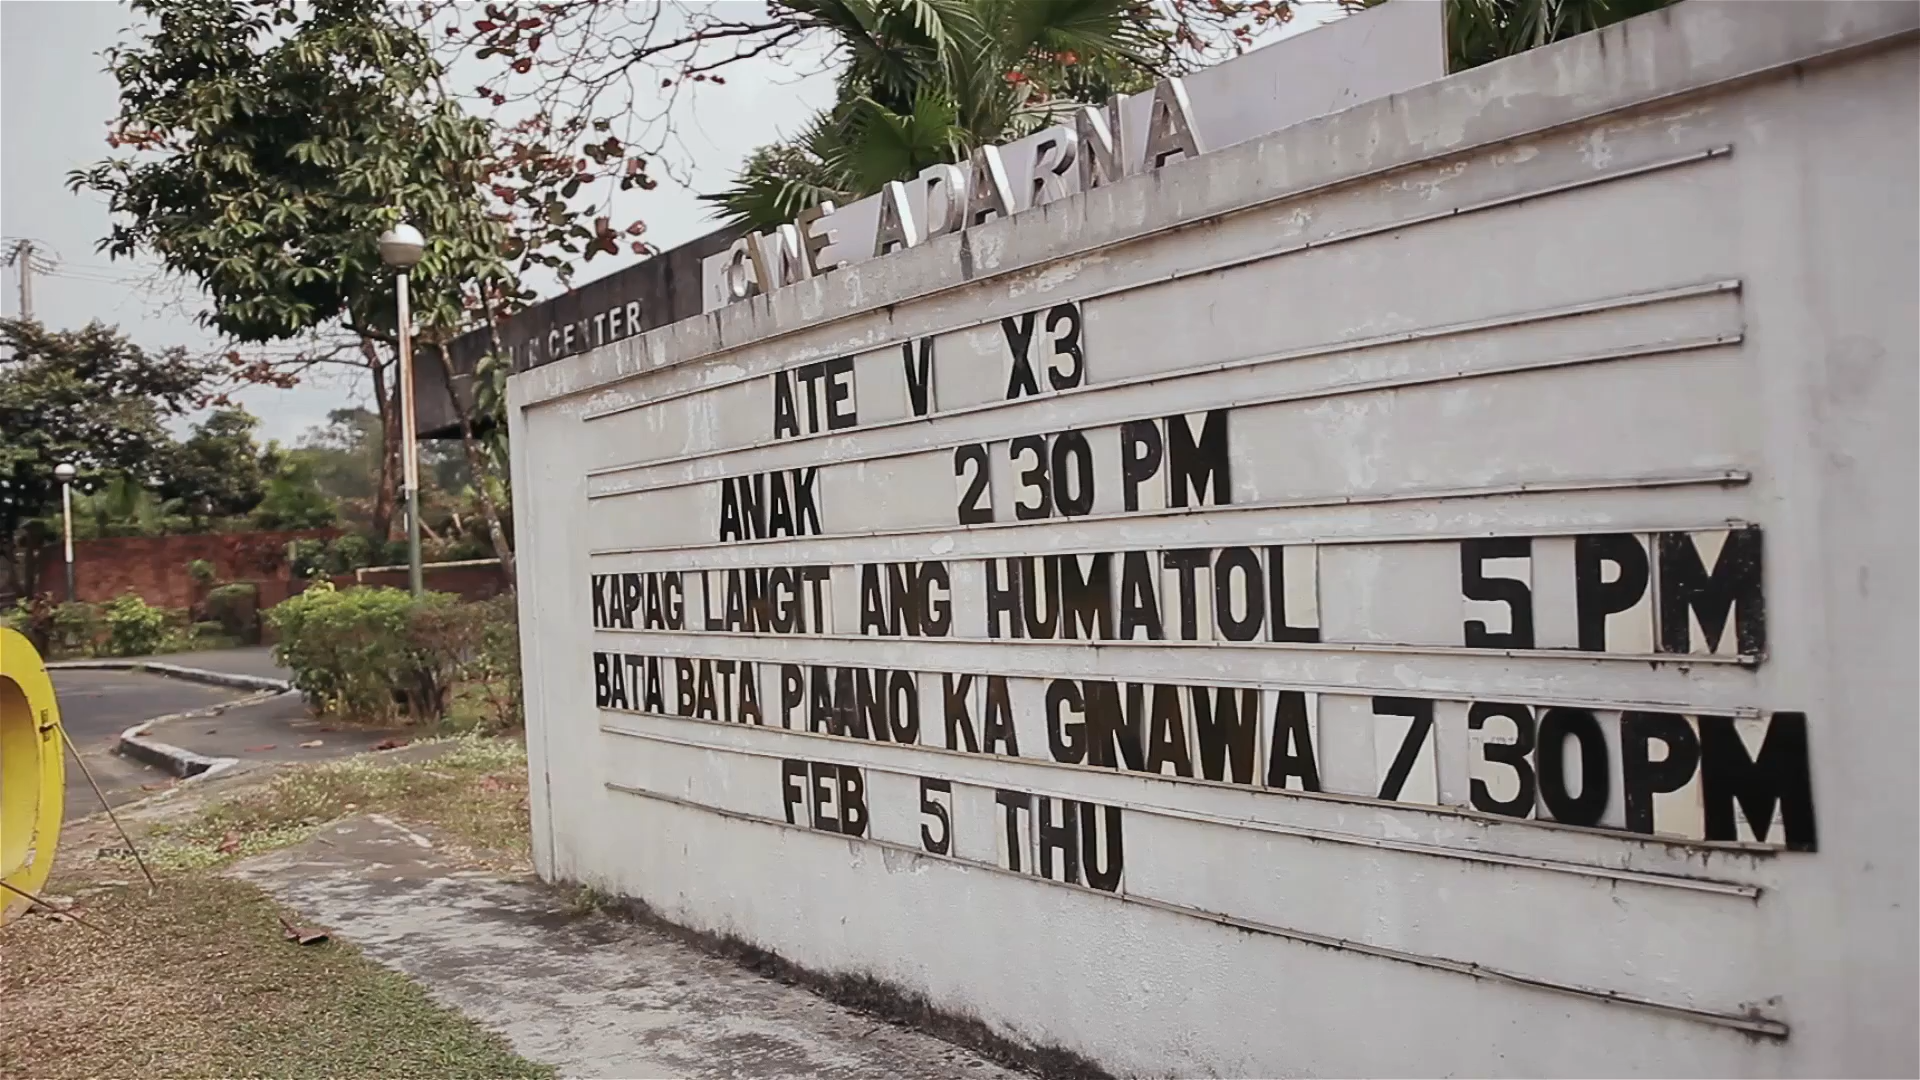 CINE ADARNA
CENTER
ATE V X3
ANAK 2 30 PM
KAPAG LANGIT ANG HUMATOL 5 PM
BATA BATA PAANO KA GINAWA 7 30PM
FEB 5 THU